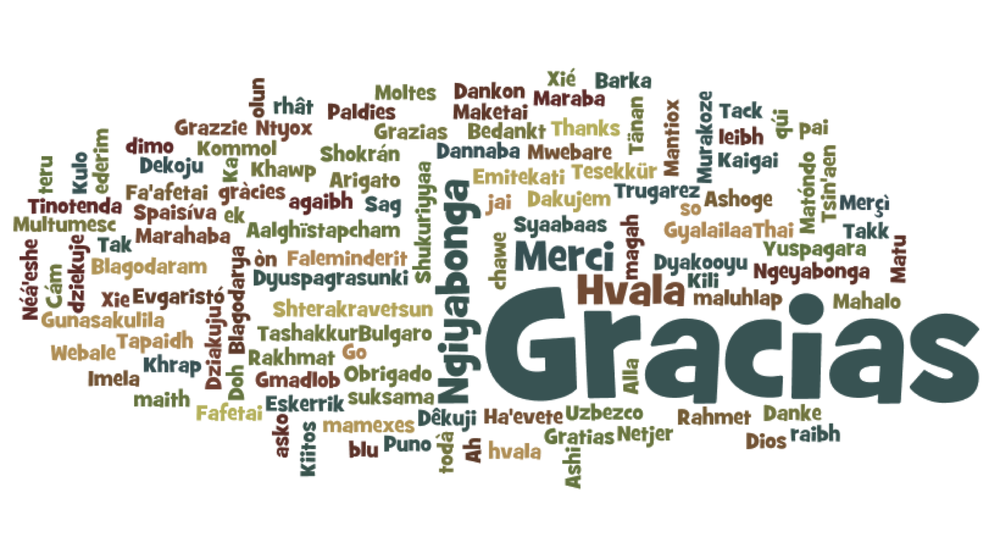 Xié
Barka
olun
rhât
Moltes
Dankon
Maraba
Paldies
Maketai
Tänan
Mantiox
Murakoze
Tack
qúi
pai
Grazzie
Ntyox
Grazias
Bedankt
Thanks
leibh
ederim
dimo
Kommol
Shokrán
Dannaba
Mwebare
Kaigai
teru
Kulo
Dekoju
Ka
Khawp
Arigato
Shukuriyyaa
Emitekati
Tesekkür
Matóndo
Tsin'aen
Fa'afetai
gràcies
agaibh
Sag
Ngiyabonga
jai
Dakujem
Trugarez
Ashoge
Merçì
Tinotenda
Spaisíva
ek
so
Multumesc
Marahaba
Aalghïstapcham
Syaabaas
magah
GyalailaaThai
Takk
Néá'eshe
Cám
dziekuje
Tak
Blagodarya
òn
Faleminderit
chawe
Merci
Yuspagara
Matu
Blagodaram
Dyuspagrasunki
Dyakooyu
Ngeyabonga
Kili
Xie
Evgaristó
Hvala
maluhlap
Mahalo
Gunasakulila
Dziakuju
Shterakravetsun
Gracias
Tapaidh
TashakkurBulgaro
Webale
Khrap
Rakhmat
Go
Imela
Doh
Gmadlob
Obrigado
Alla
maith
suksama
Fafetai
Eskerrik
Dêkuji
Ha'evete
Uzbezco
Rahmet
Danke
asko
Kiitos
mamexes
Gratias
Netjer
Dios
raibh
blu
Puno
todà
Ah
hvala
Ashi